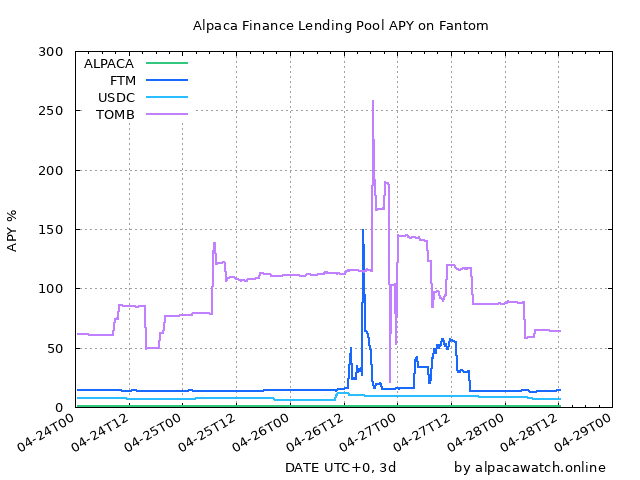 Alpaca Finance Lending Pool APY on Fantom
300
250
200
150
100
50
0
APY %
ALPACA
FTM
USDC
TOMB
04-24T00
04-24T12
04-25T00
04-25T12
04-26T00
04-26T12
04-27T00
04-27T12
04-28T00
04-28T12
04-29T00
DATE UTC+0, 3d
by alpacawatch.online